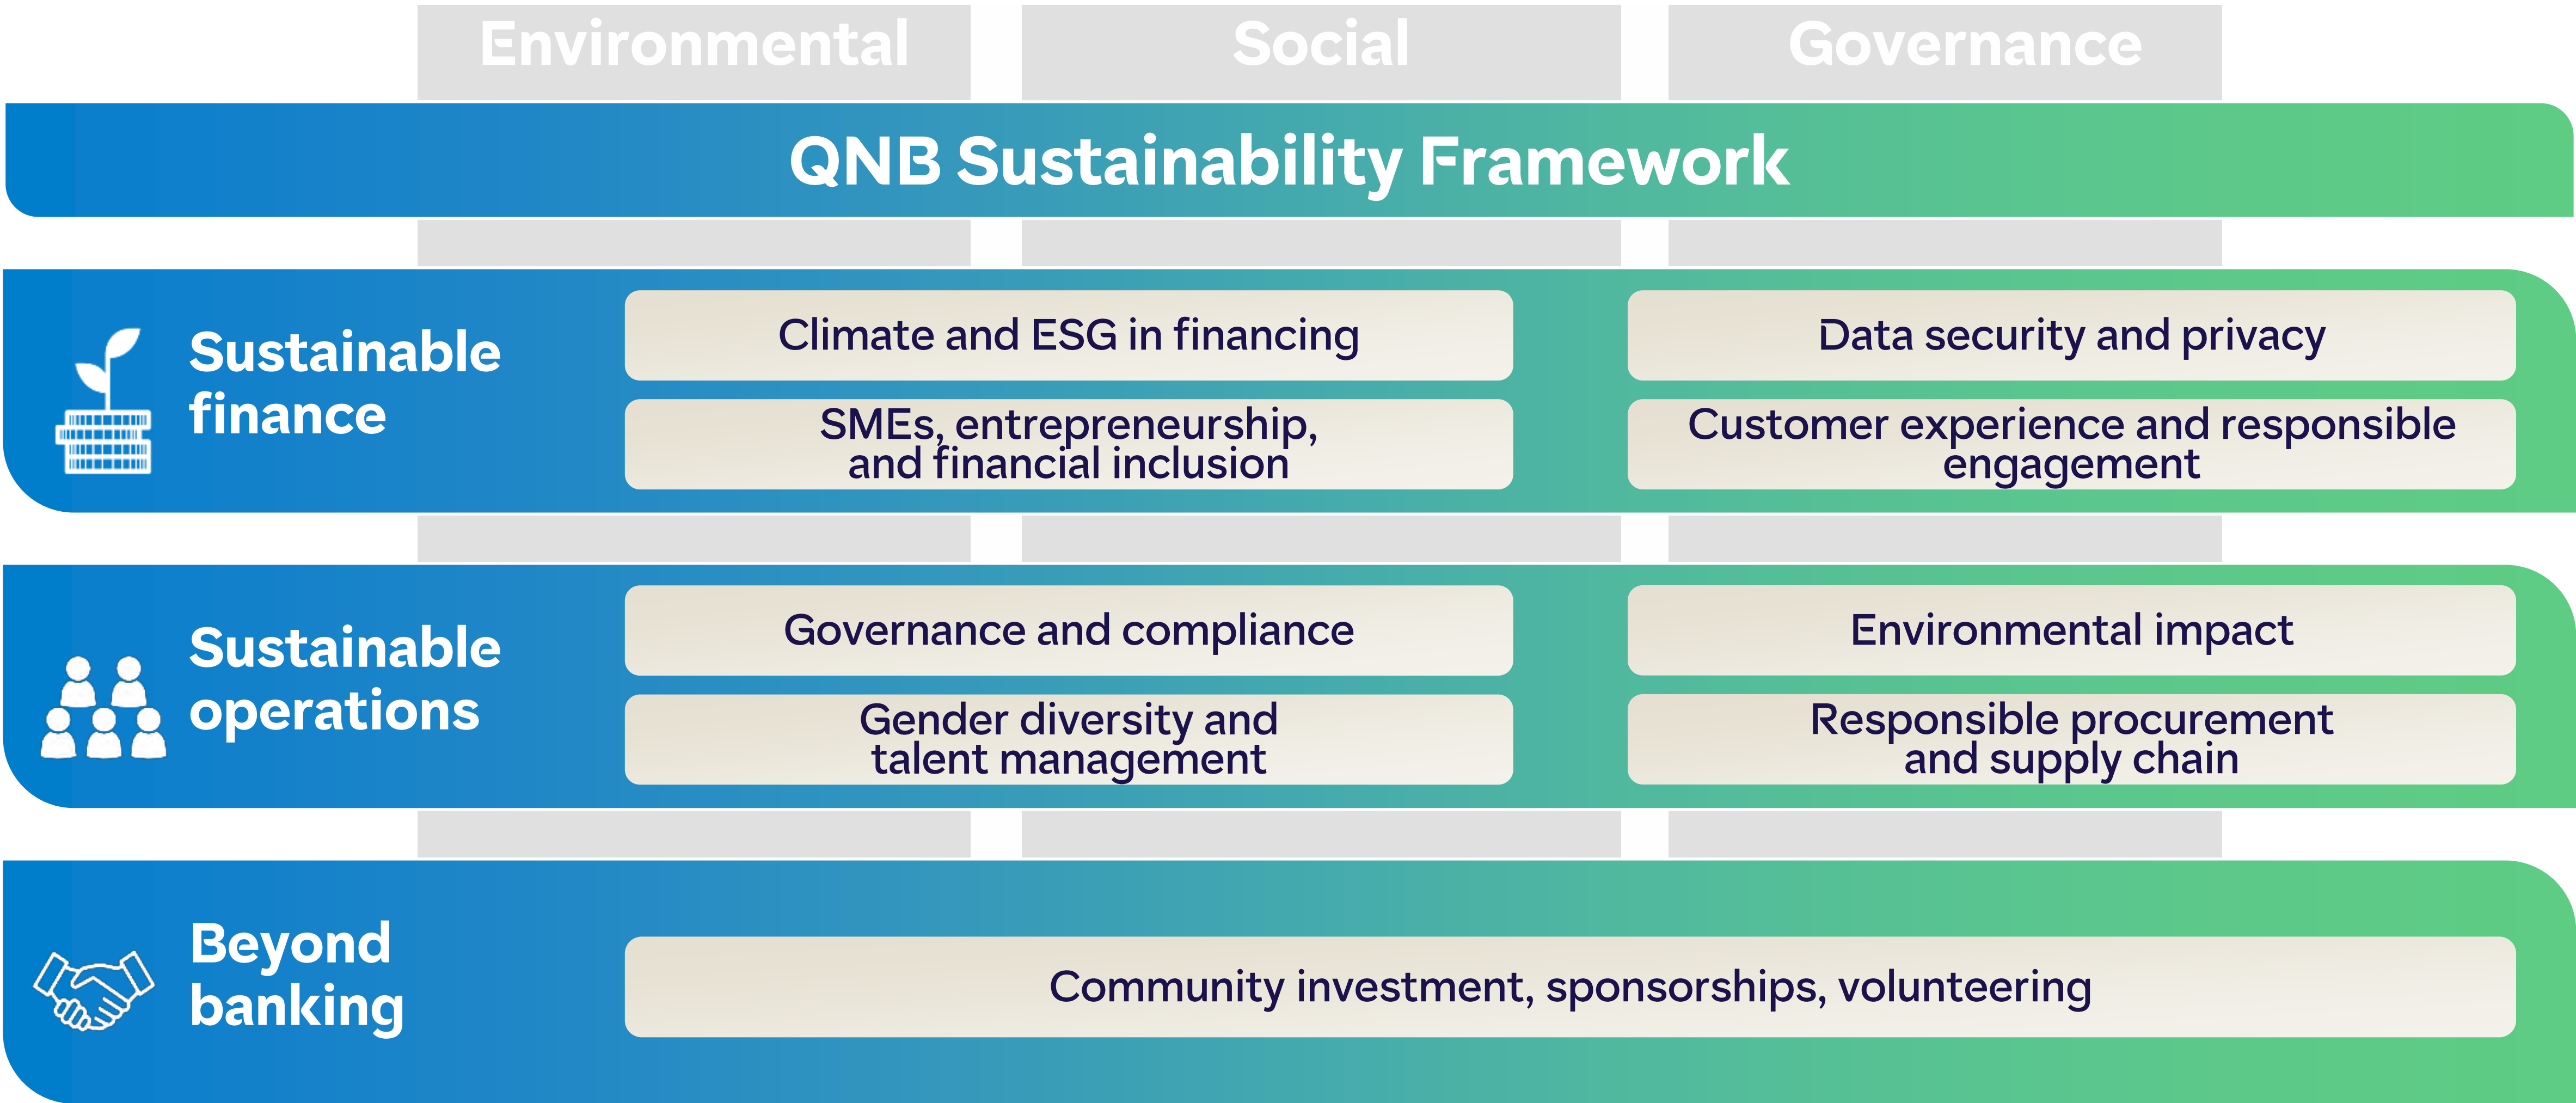 Environmental
Social
Governance
QNB Sustainability Framework
Sustainable
finance
Climate and ESG in financing
Data security and privacy
SMEs, entrepreneurship,
and financial inclusion
Customer experience and responsible
engagement
Sustainable
operations
Governance and compliance
Environmental impact
Gender diversity and
talent management
Responsible procurement
and supply chain
Beyond
banking
Community investment, sponsorships, volunteering